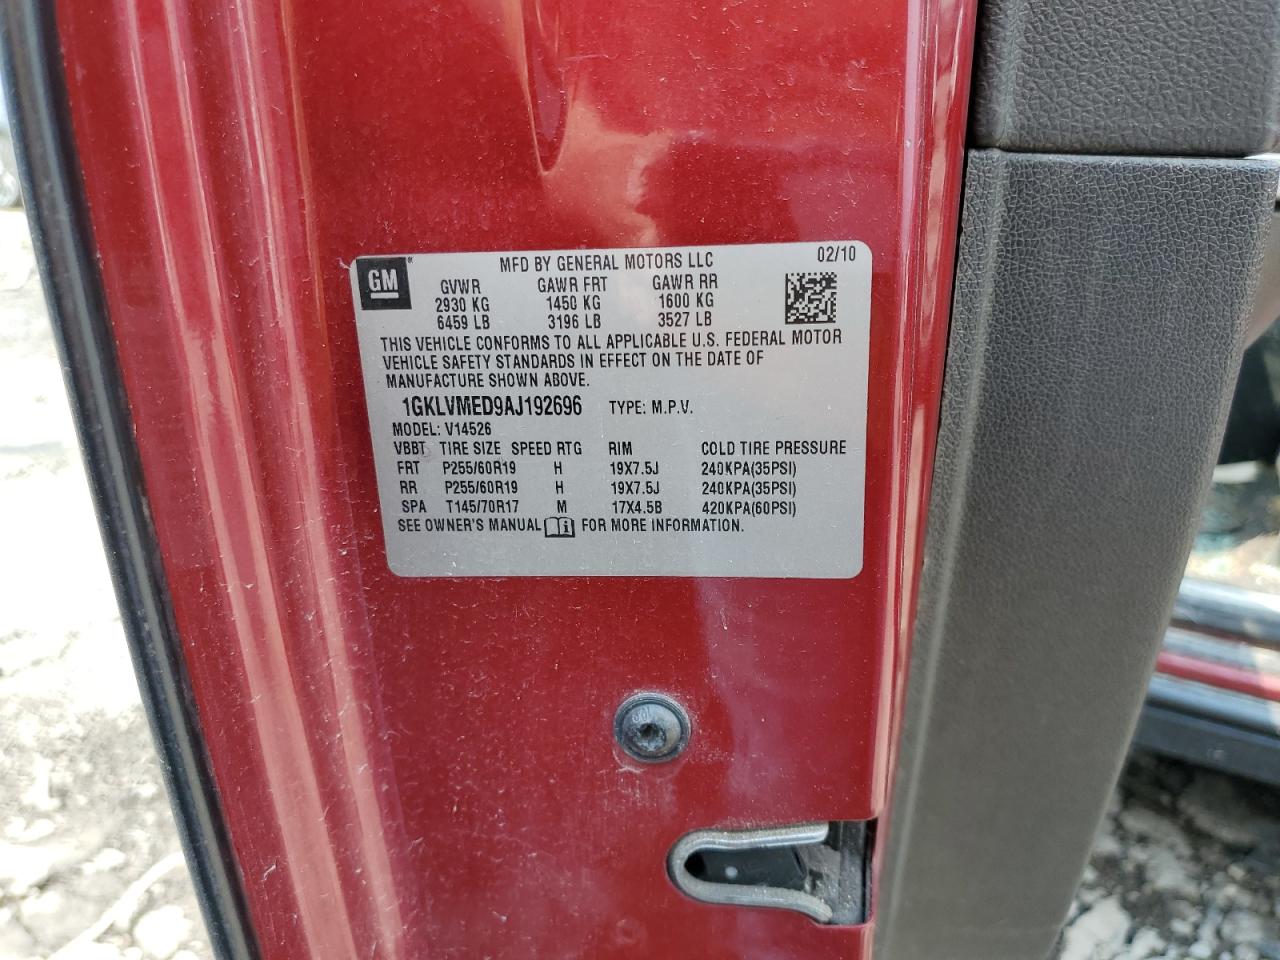 GM
MFD BY GENERAL MOTORS LLC 02/10
GVWR GAWR FRT GAWR RR
2930 KG 1450 KG 1600 KG
6459 LB 3196 LB 3527 LB
THIS VEHICLE CONFORMS TO ALL APPLICABLE U.S. FEDERAL MOTOR
VEHICLE SAFETY STANDARDS IN EFFECT ON THE DATE OF
MANUFACTURE SHOWN ABOVE.
1GKLVMED9AJ192696 TYPE: M.P.V.
MODEL: V14526
VBBT TIRE SIZE SPEED RTG RIM COLD TIRE PRESSURE
FRT P255/60R19 H 19X7.5J 240KPA(35PSI)
RR P255/60R19 H 19X7.5J 240KPA(35PSI)
SPA T145/70R17 M 17X4.5B 420KPA(60PSI)
SEE OWNER'S MANUAL FOR MORE INFORMATION.